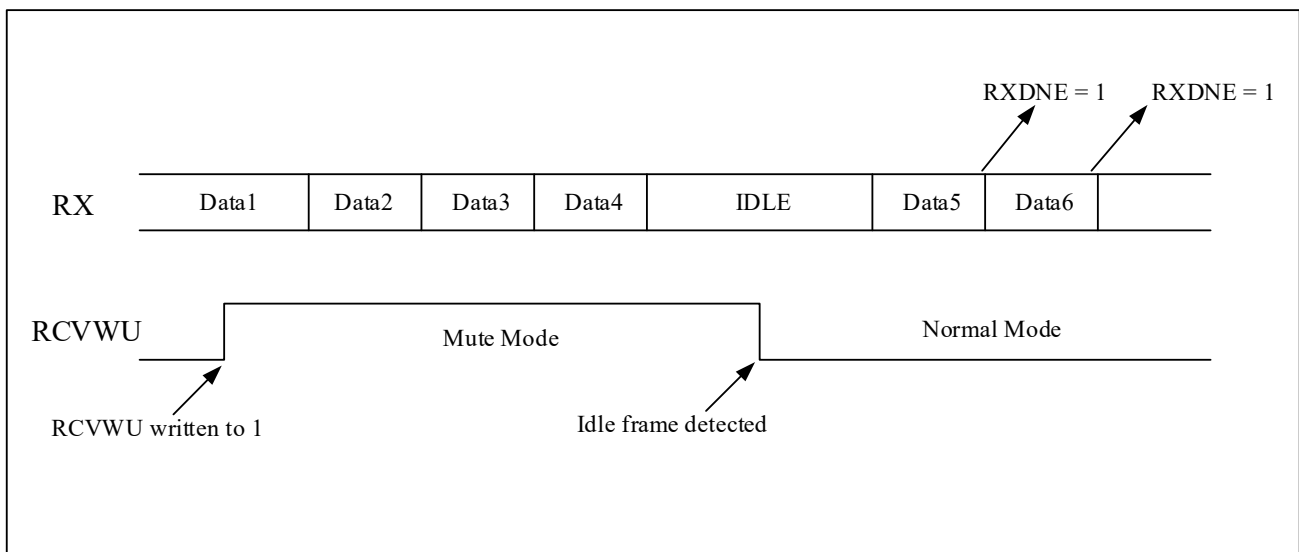 RXDNE = 1 RXDNE = 1
RX Data1 Data2 Data3 Data4 IDLE Data5 Data6
RCVWU Mute Mode Normal Mode
RCVWU written to 1 Idle frame detected